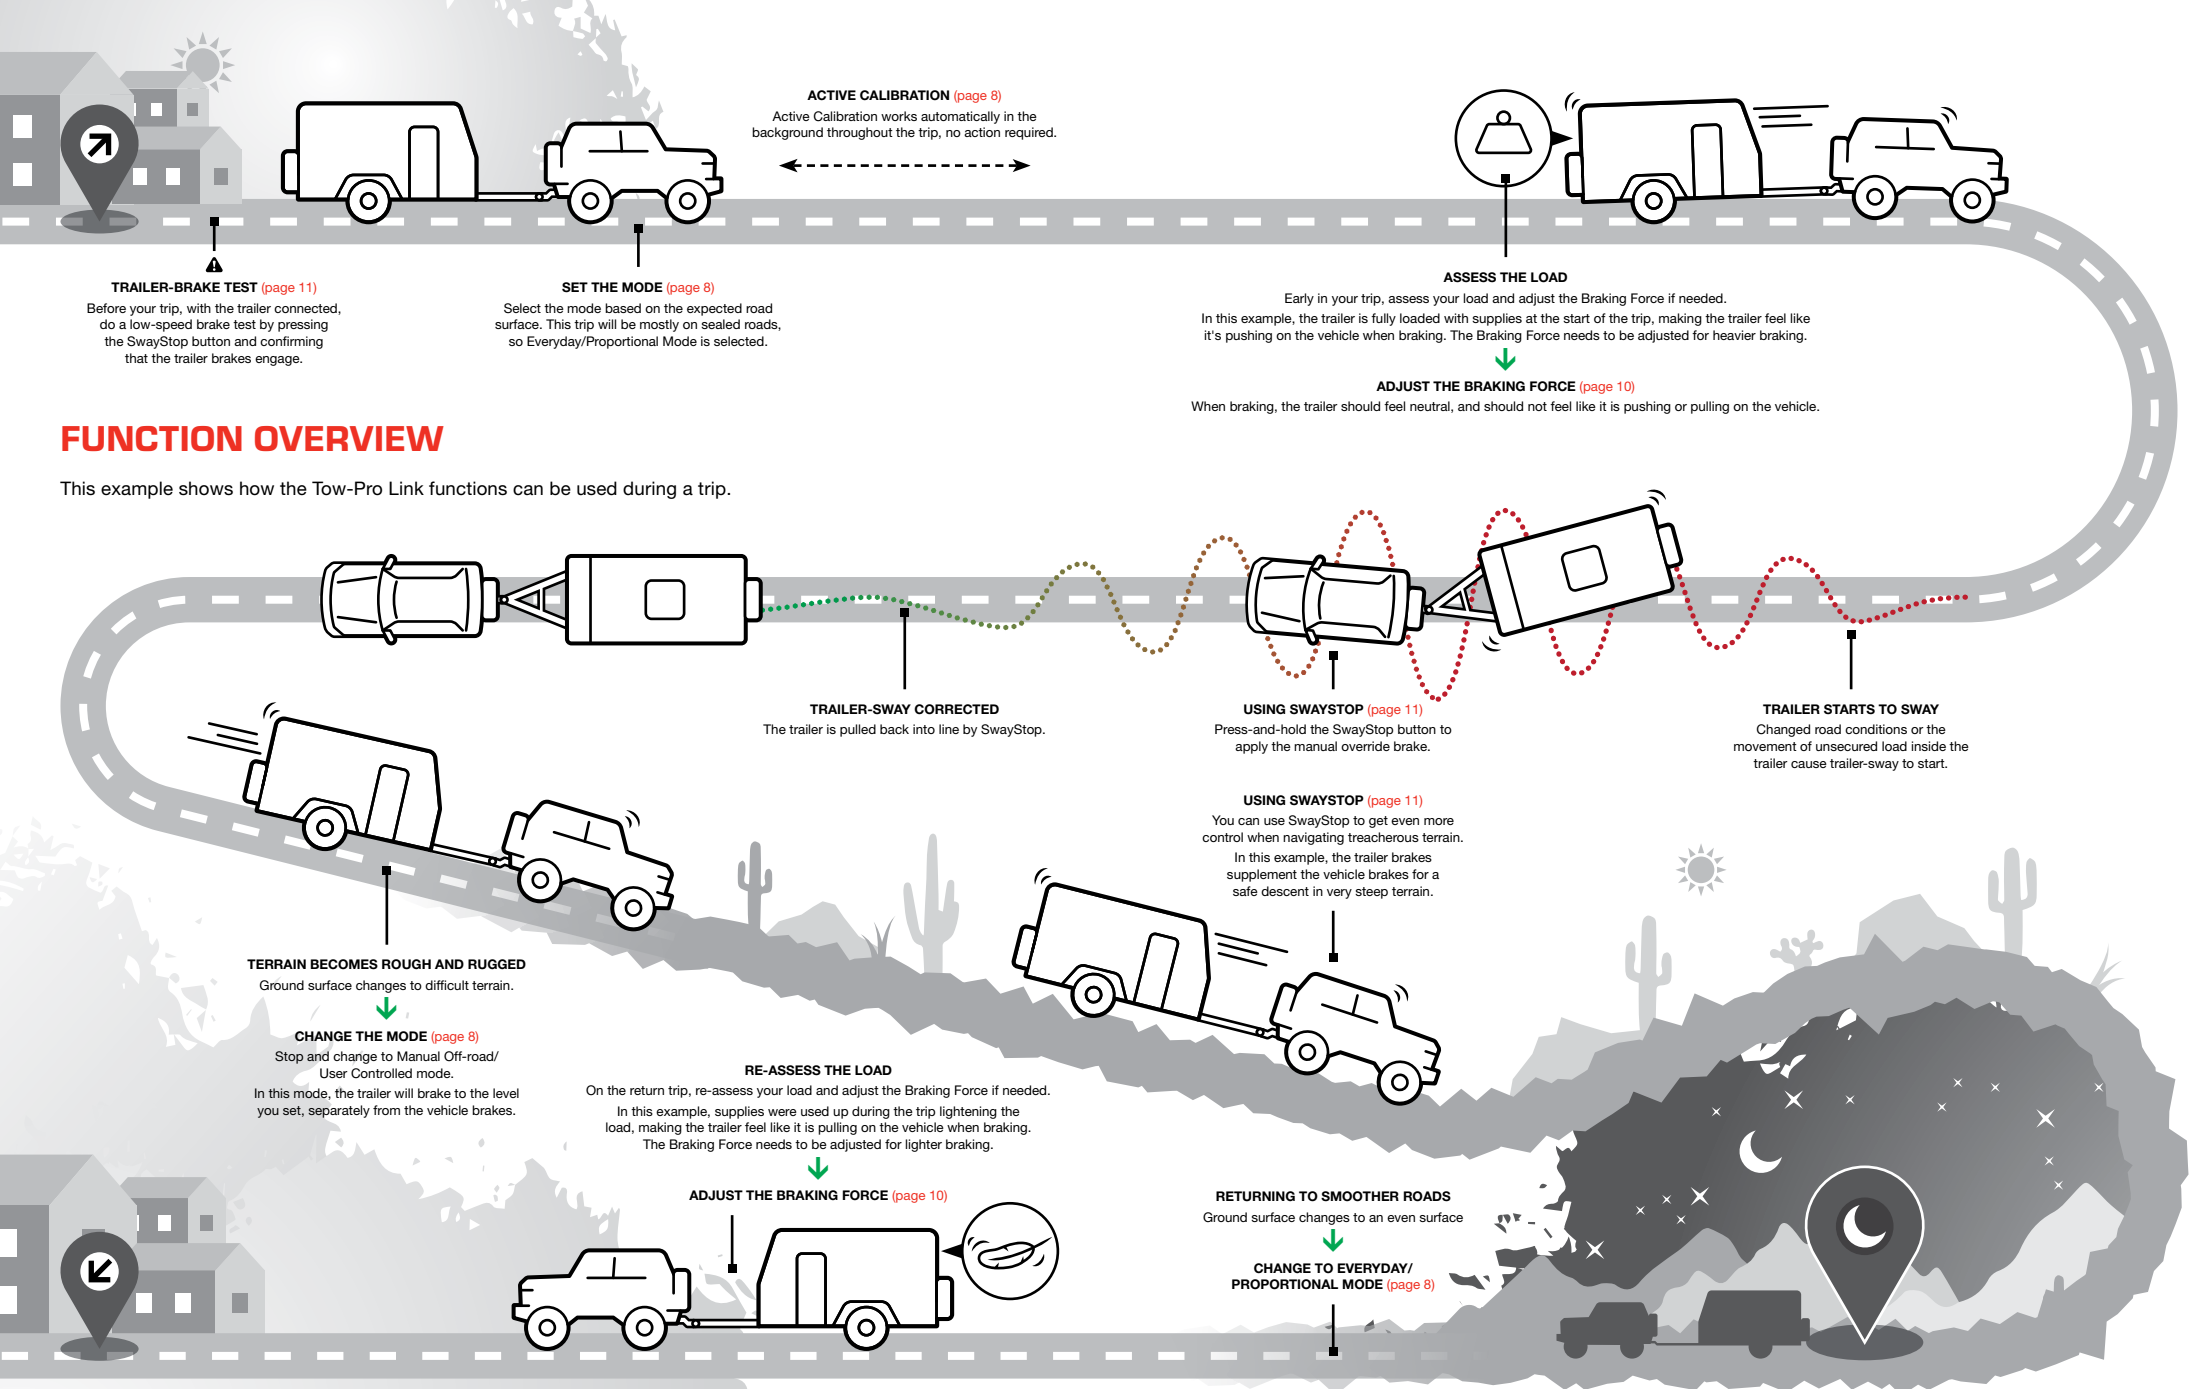 ACTIVE CALIBRATION (page 8)
Active Calibration works automatically in the
background throughout the trip, no action required.
TRAILER-BRAKE TEST (page 11)
Before your trip, with the trailer connected,
do a low-speed brake test by pressing
the SwayStop button and confirming
that the trailer brakes engage.
SET THE MODE (page 8)
Select the mode based on the expected road
surface. This trip will be mostly on sealed roads,
so Everyday/Proportional Mode is selected.
ASSESS THE LOAD
Early in your trip, assess your load and adjust the Braking Force if needed.
In this example, the trailer is fully loaded with supplies at the start of the trip, making the trailer feel like
it's pushing on the vehicle when braking. The Braking Force needs to be adjusted for heavier braking.
ADJUST THE BRAKING FORCE (page 10)
When braking, the trailer should feel neutral, and should not feel like it is pushing or pulling on the vehicle.
FUNCTION OVERVIEW
This example shows how the Tow-Pro Link functions can be used during a trip.
TRAILER STARTS TO SWAY
Changed road conditions or the
movement of unsecured load inside the
trailer cause trailer-sway to start.
USING SWAYSTOP (page 11)
Press-and-hold the SwayStop button to
apply the manual override brake.
TRAILER-SWAY CORRECTED
The trailer is pulled back into line by SwayStop.
TERRAIN BECOMES ROUGH AND RUGGED
Ground surface changes to difficult terrain.
CHANGE THE MODE (page 8)
Stop and change to Manual Off-road/
User Controlled mode.
In this mode, the trailer will brake to the level
you set, separately from the vehicle brakes.
USING SWAYSTOP (page 11)
You can use SwayStop to get even more
control when navigating treacherous terrain.
In this example, the trailer brakes
supplement the vehicle brakes for a
safe descent in very steep terrain.
RETURNING TO SMOOTHER ROADS
Ground surface changes to an even surface
CHANGE TO EVERYDAY/
PROPORTIONAL MODE (page 8)
RE-ASSESS THE LOAD
On the return trip, re-assess your load and adjust the Braking Force if needed.
In this example, supplies were used up during the trip lightening the
load, making the trailer feel like it is pulling on the vehicle when braking.
The Braking Force needs to be adjusted for lighter braking.
ADJUST THE BRAKING FORCE (page 10)